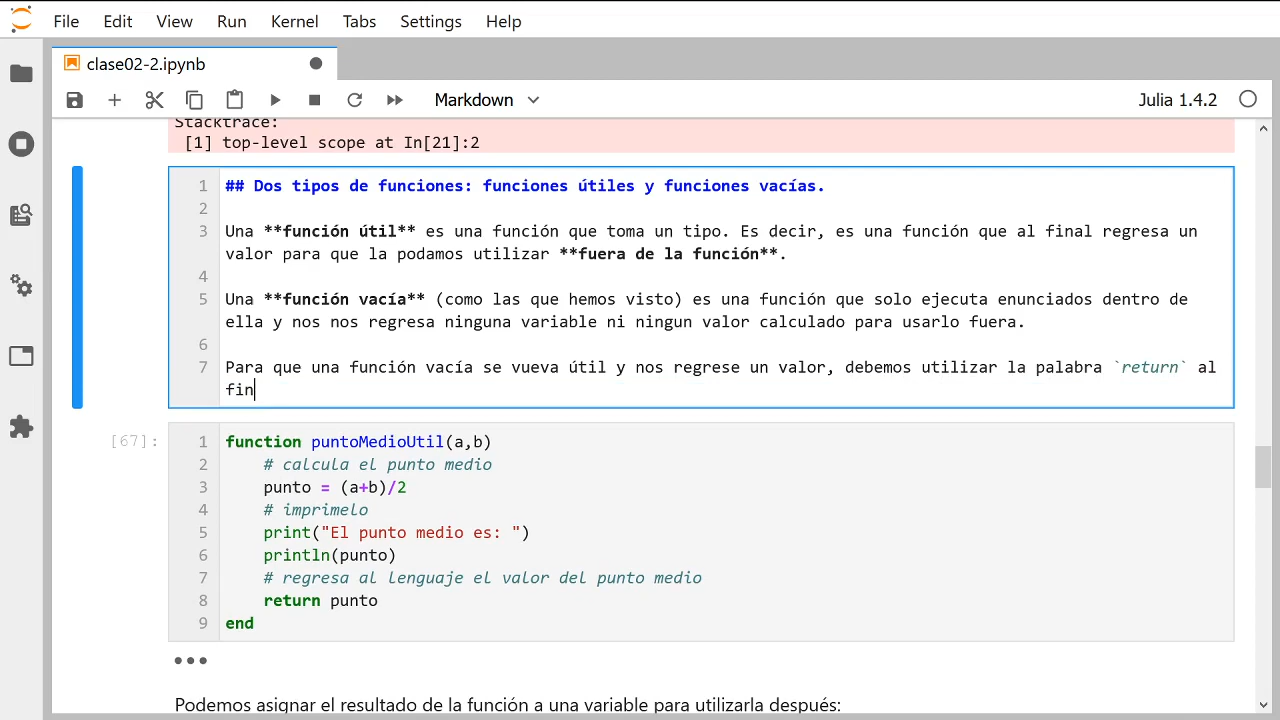 File Edit View Run Kernel Tabs Settings Help
clase02-2.ipynb
Markdown
Julia 1.4.2
Stacktrace:
[1] top-level scope at In[21]:2
1 ## Dos tipos de funciones: funciones útiles y funciones vacías.
2
3 Una **función útil** es una función que toma un tipo. Es decir, es una función que al final regresa un
valor para que la podamos utilizar **fuera de la función**.
4
5 Una **función vacía** (como las que hemos visto) es una función que solo ejecuta enunciados dentro de
ella y nos nos regresa ninguna variable ni ningun valor calculado para usarlo fuera.
6
7 Para que una función vacía se vueva útil y nos regrese un valor, debemos utilizar la palabra `return` al
fin
[67]:
1 function puntoMedioUtil(a,b)
2 # calcula el punto medio
3 punto = (a+b)/2
4 # imprimelo
5 print("El punto medio es: ")
6 println(punto)
7 # regresa al lenguaje el valor del punto medio
8 return punto
9 end
Podemos asignar el resultado de la función a una variable para utilizarla después: